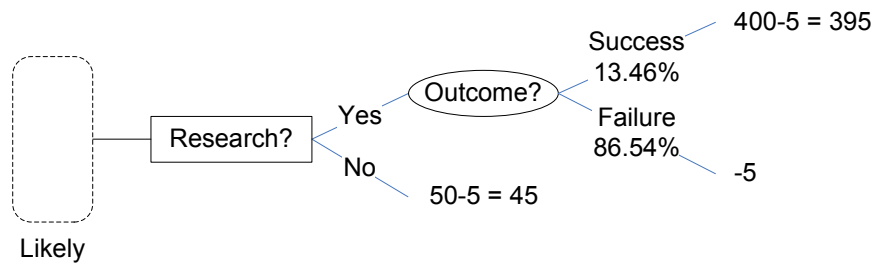 400-5 = 395
Success
13.46%
Outcome?
Yes
Failure
86.54%
Research?
No
-5
50-5 = 45
Likely